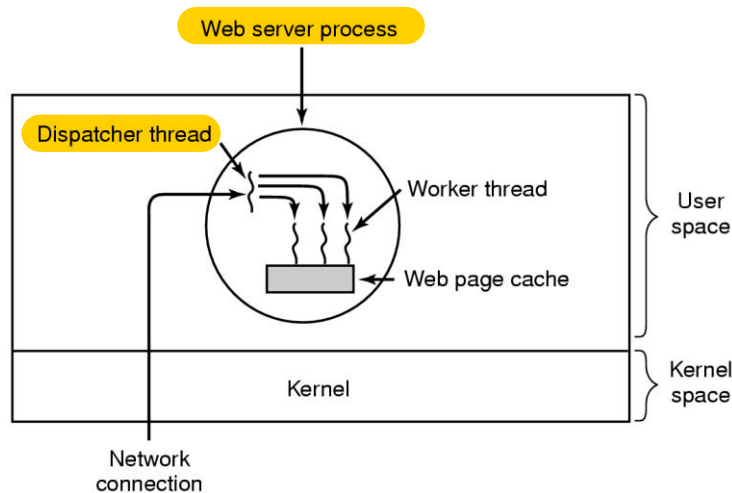 Web server process
Dispatcher thread
Worker thread
User
space
Web page cache
Kernel
Kernel
space
Network
connection